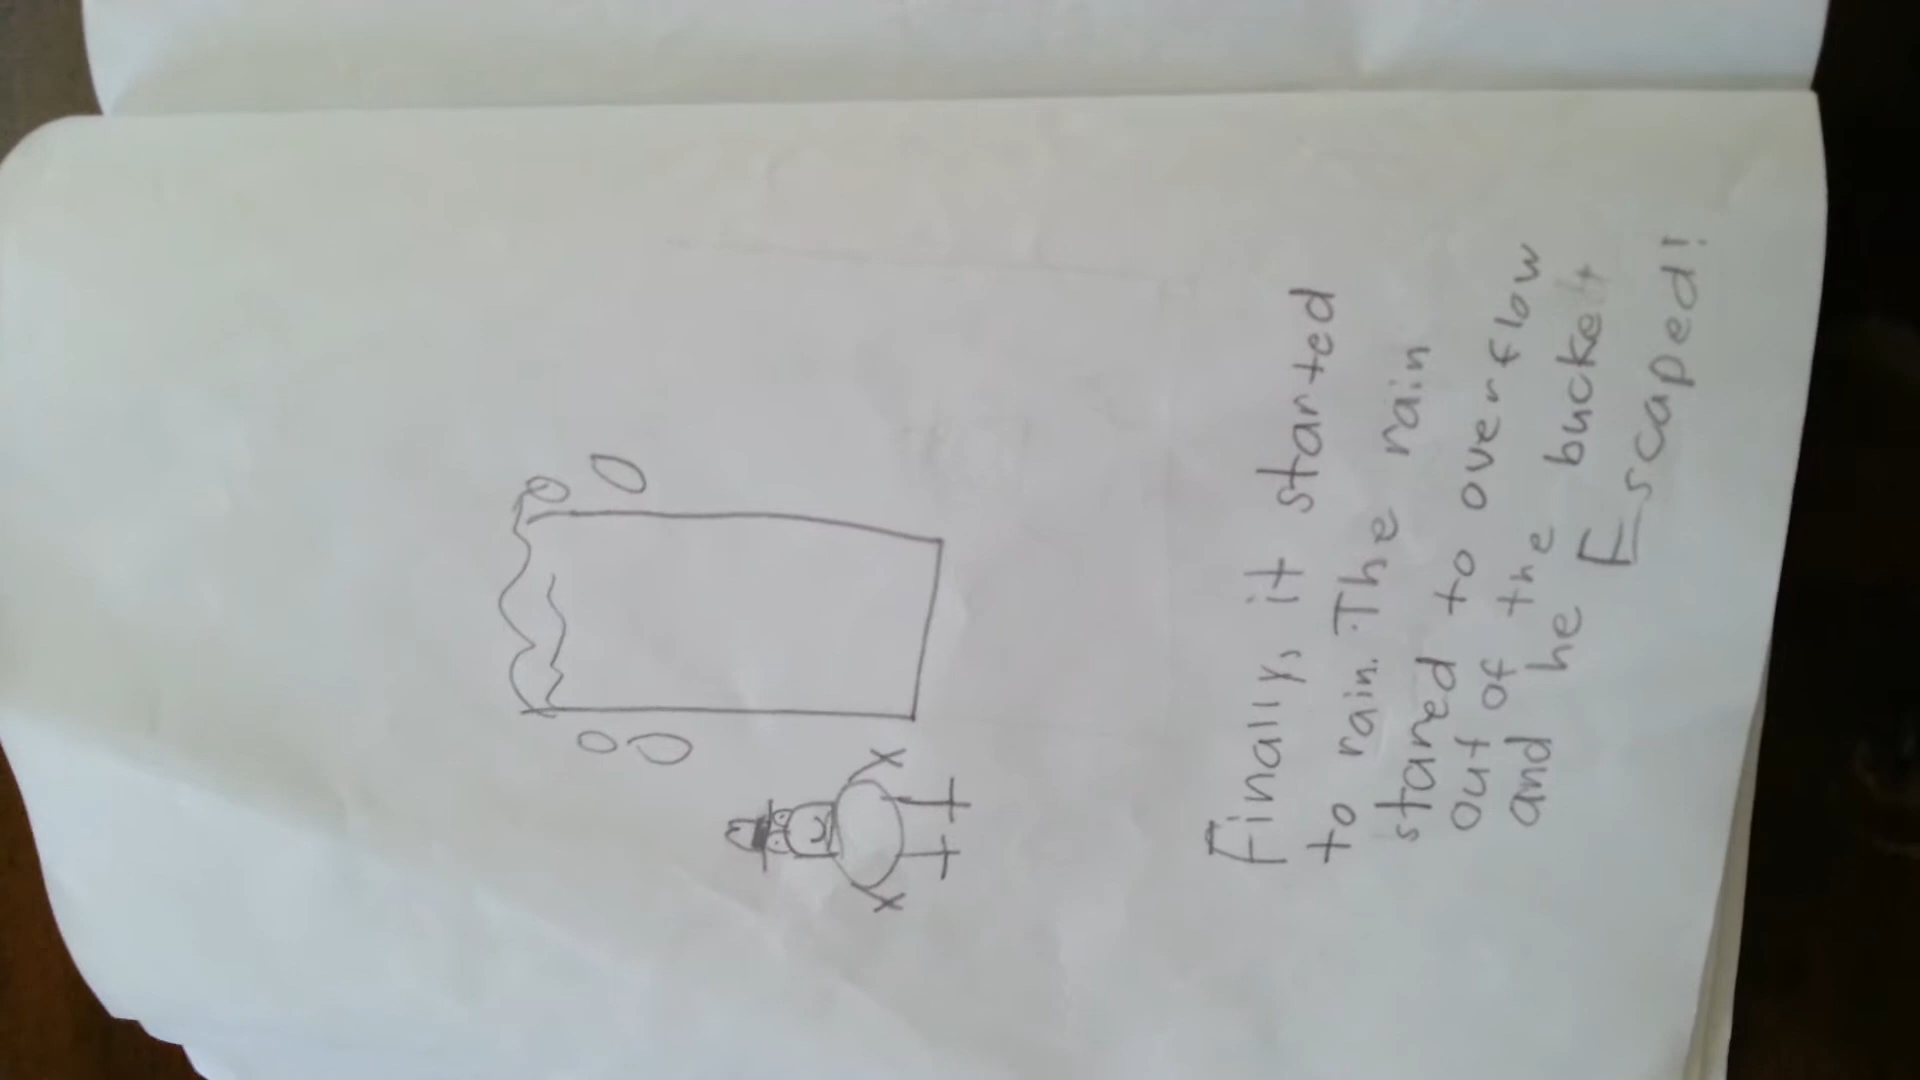 Finally, it started
to rain. The rain
stared to overflow
out of the bucket
and he
Escaped!